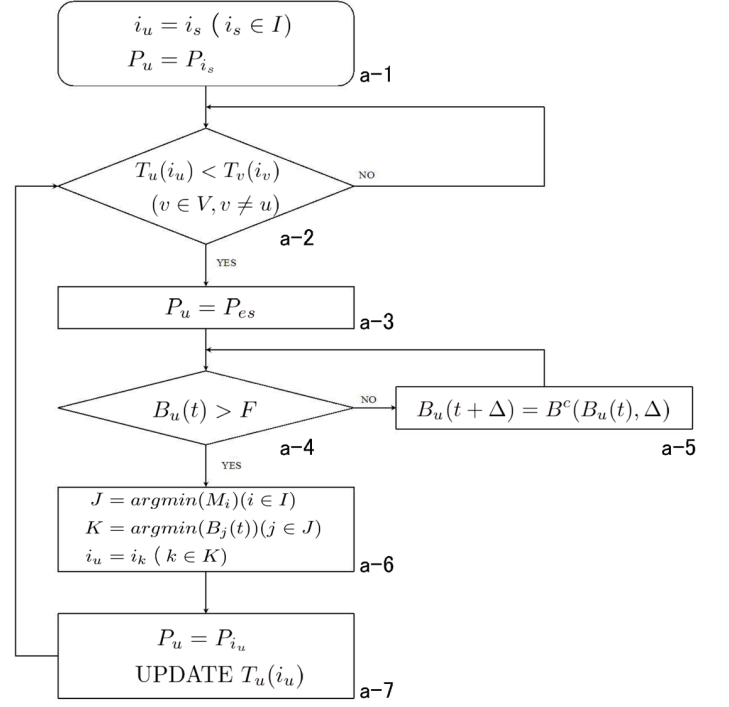 i_u = i_s ( i_s ∈ I)
P_u = P_{i_s}
a-1
T_u(i_u) < T_v(i_v)
NO
(v ∈ V, v ≠ u)
a-2
YES
P_u = P_{es}
a-3
B_u(t) > F
NO
B_u(t + Δ) = B^c(B_u(t), Δ)
a-4
a-5
YES
J = argmin(M_i)(i ∈ I)
K = argmin(B_j(t))(j ∈ J)
i_u = i_k ( k ∈ K)
a-6
P_u = P_{i_u}
UPDATE T_u(i_u)
a-7